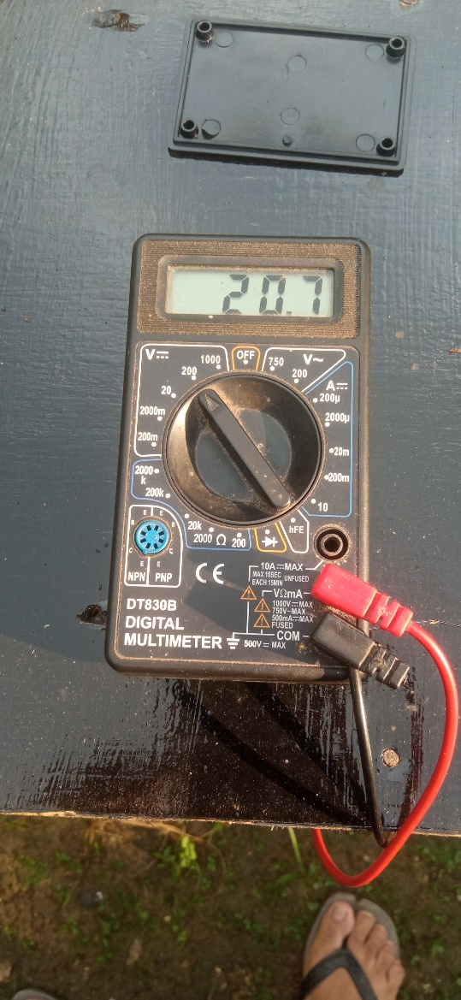 20.7
V⎓
1000
OFF
750
V~
200
200
A⎓
20
200µ
2000m
2000µ
200m
20m
2000
k
200m
200k
10
20k
2000
Ω
200
hFE
E
E
B
B
C
C
E
E
NPN
PNP
CE
10A⎓MAX
MAX 10SEC UNFUSED
EACH 15MIN
VΩmA
1000V⎓MAX
750V~MAX
500mA⎓MAX
FUSED
COM
500V⎓MAX
DT830B
DIGITAL
MULTIMETER